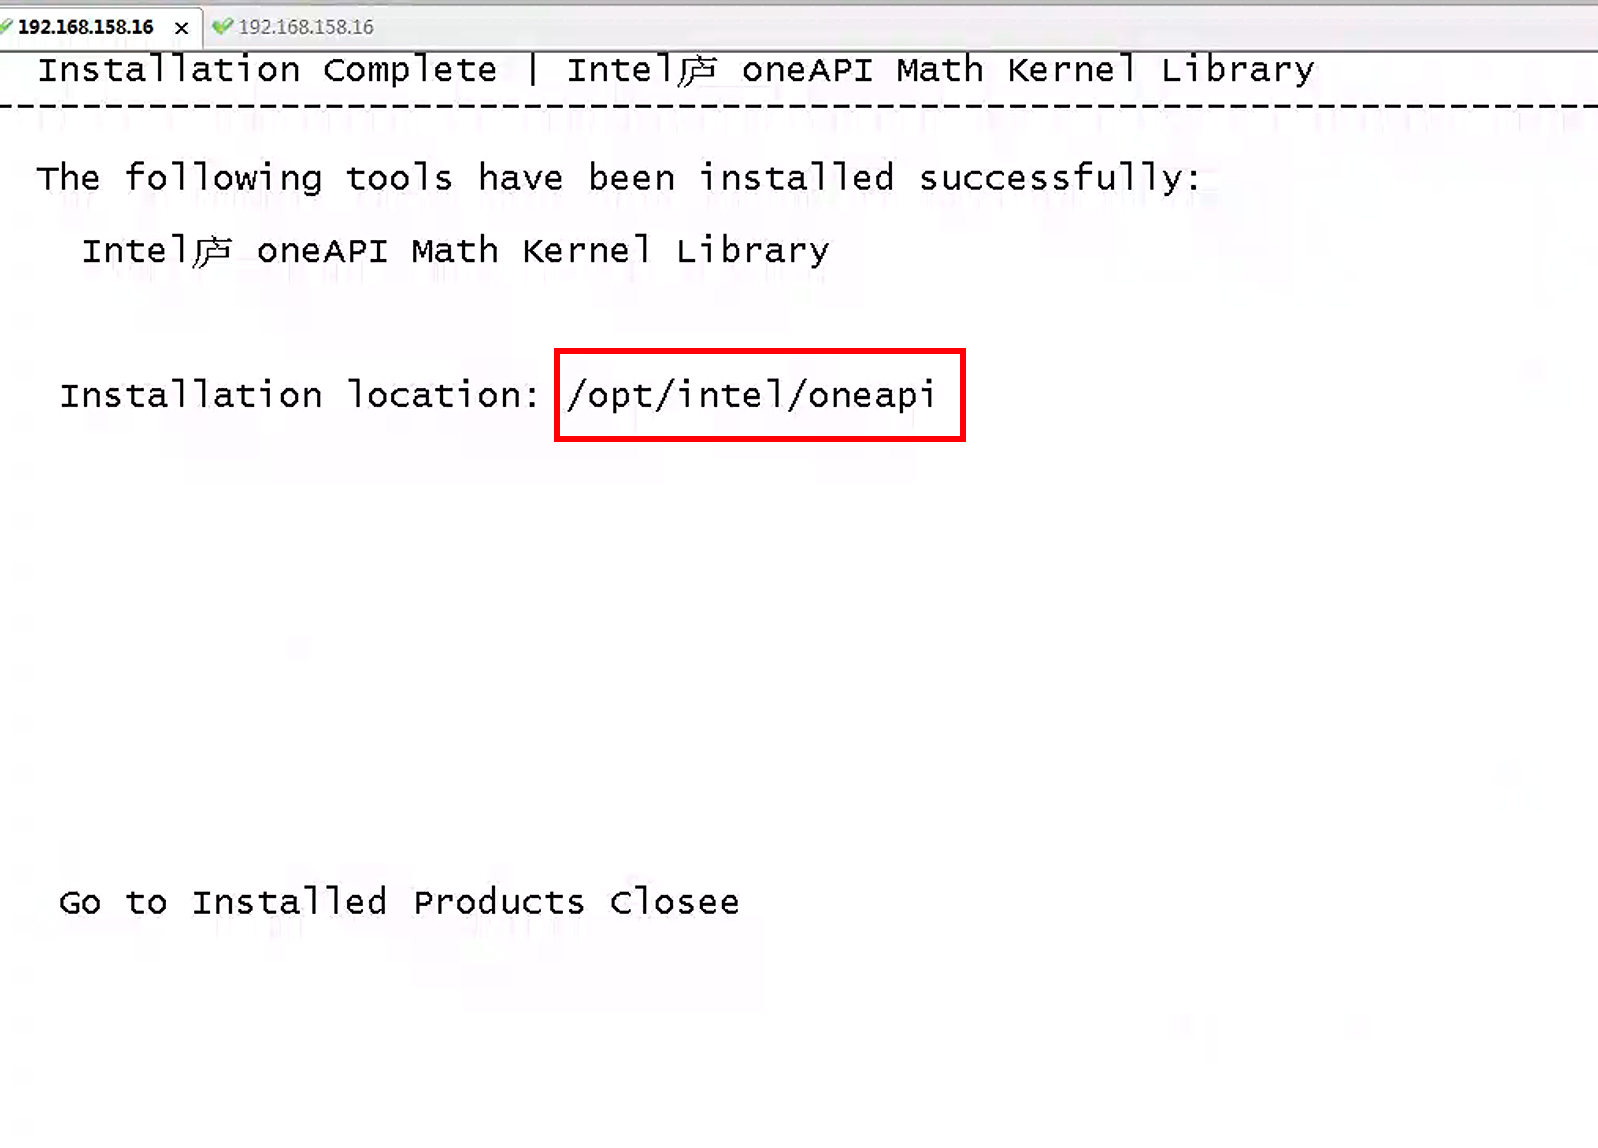 192.168.158.16 × 192.168.158.16
Installation Complete | Intel庐 oneAPI Math Kernel Library
The following tools have been installed successfully:
Intel庐 oneAPI Math Kernel Library
Installation location: /opt/intel/oneapi
Go to Installed Products Closee